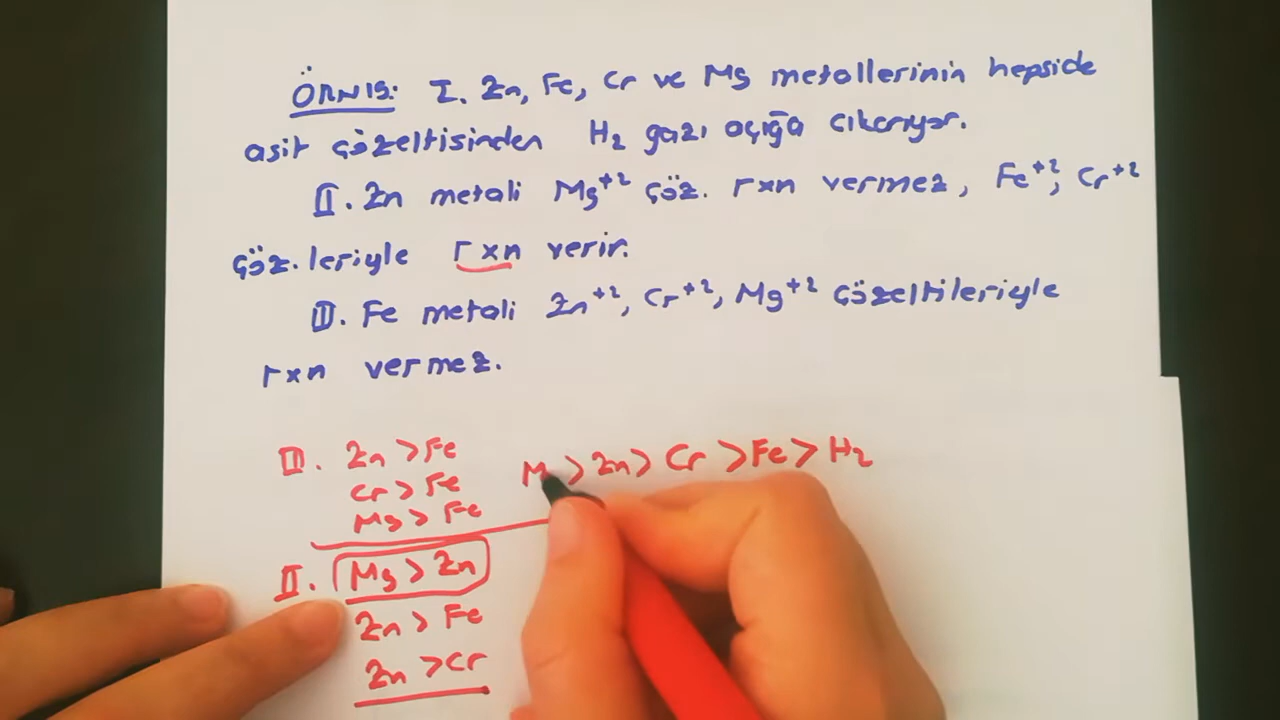 ÖRN15: I. Zn, Fe, Cr ve Mg metallerinin hepside
asit çözeltisinden H₂ gazı açığa çıkarıyor.
II. Zn metali Mg⁺² çöz. rxn vermez, Fe⁺², Cr⁺²
çöz.leriyle rxn verir.
III. Fe metali Zn⁺², Cr⁺², Mg⁺² çözeltileriyle
rxn vermez.
III. Zn > Fe
Cr > Fe
Mg > Fe
II. Mg > Zn
Zn > Fe
Zn > Cr
M > Zn > Cr > Fe > H₂